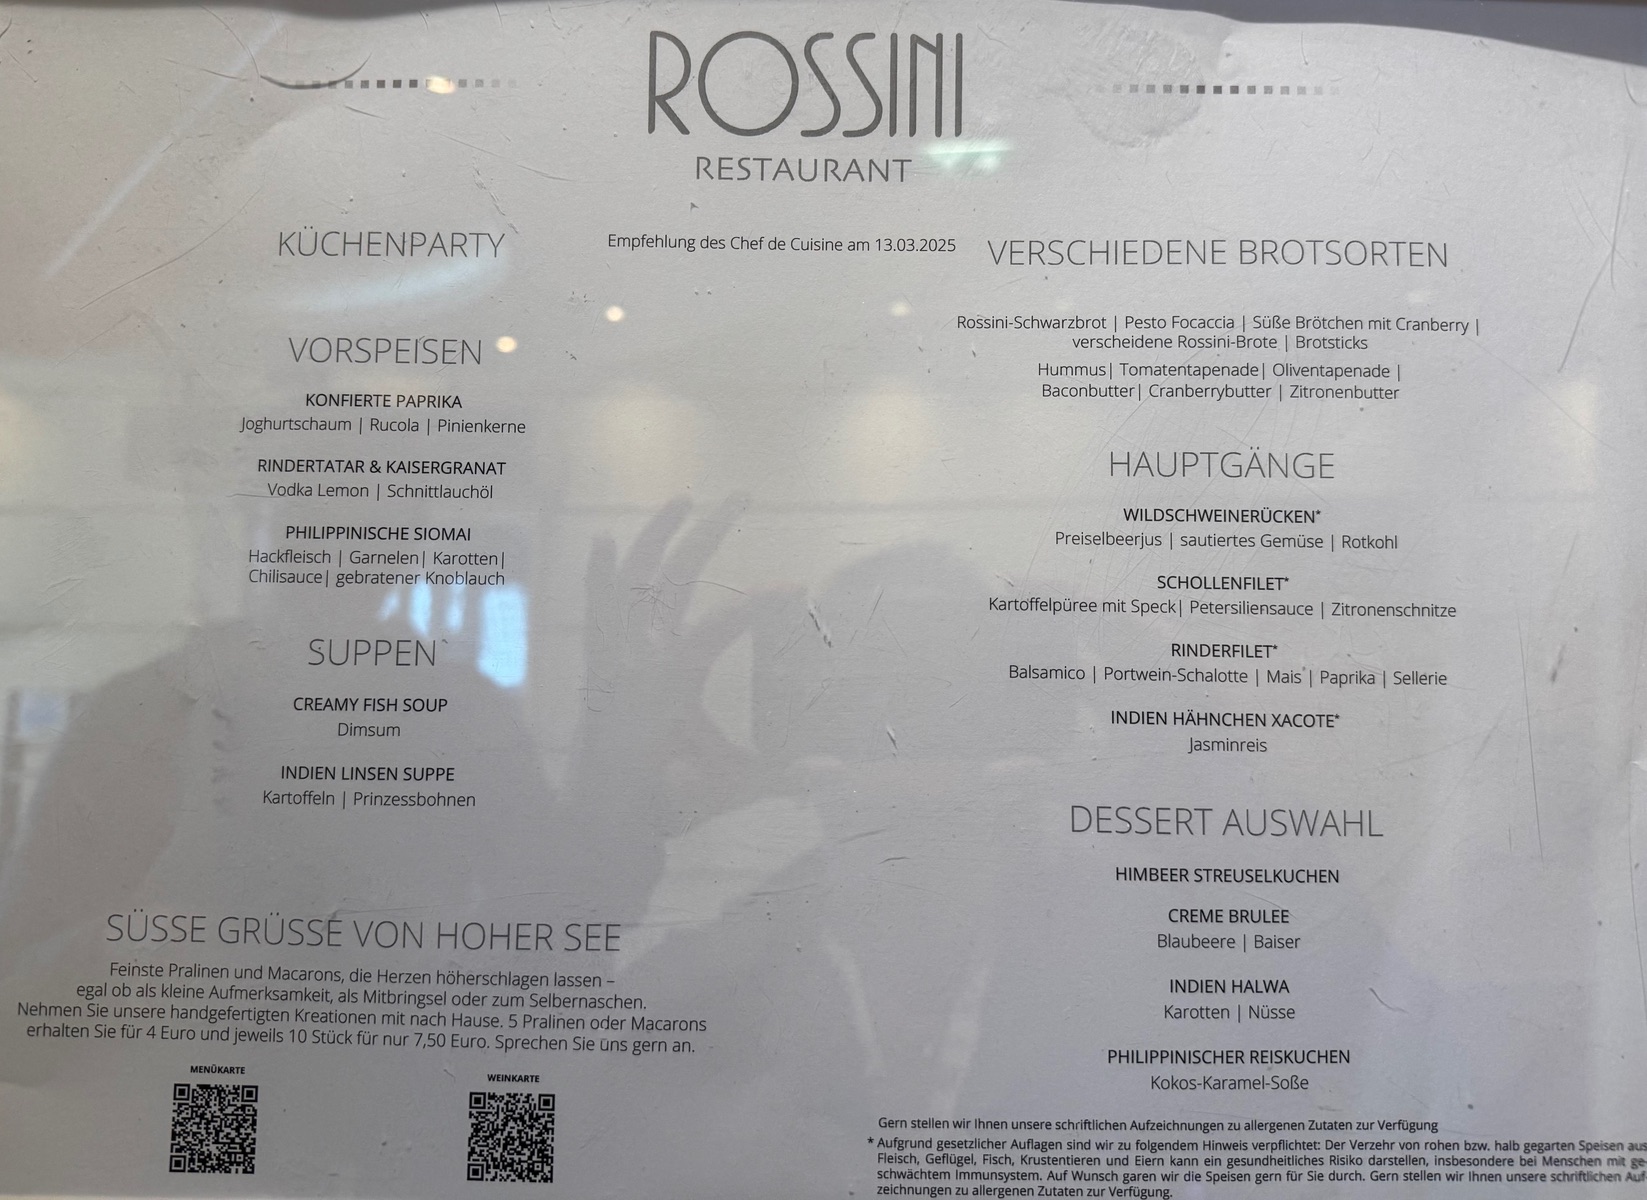 ROSSINI
RESTAURANT
Empfehlung des Chef de Cuisine am 13.03.2025
KÜCHENPARTY
VORSPEISEN
KONFIERTE PAPRIKA
Joghurtschaum | Rucola | Pinienkerne
RINDERTATAR & KAISERGRANAT
Vodka Lemon | Schnittlauchöl
PHILIPPINISCHE SIOMAI
Hackfleisch | Garnelen| Karotten|
Chilisauce| gebratener Knoblauch
SUPPEN
CREAMY FISH SOUP
Dimsum
INDIEN LINSEN SUPPE
Kartoffeln | Prinzessbohnen
SÜSSE GRÜSSE VON HOHER SEE
Feinste Pralinen und Macarons, die Herzen höherschlagen lassen –
egal ob als kleine Aufmerksamkeit, als Mitbringsel oder zum Selbernaschen.
Nehmen Sie unsere handgefertigten Kreationen mit nach Hause. 5 Pralinen oder Macarons
erhalten Sie für 4 Euro und jeweils 10 Stück für nur 7,50 Euro. Sprechen Sie uns gern an.
MENÜKARTE
WEINKARTE
VERSCHIEDENE BROTSORTEN
Rossini-Schwarzbrot | Pesto Focaccia | Süße Brötchen mit Cranberry |
verscheidene Rossini-Brote | Brotsticks
Hummus| Tomatentapenade| Oliventapenade |
Baconbutter| Cranberrybutter | Zitronenbutter
HAUPTGÄNGE
WILDSCHWEINERÜCKEN*
Preiselbeerjus | sautiertes Gemüse | Rotkohl
SCHOLLENFILET*
Kartoffelpüree mit Speck| Petersiliensauce | Zitronenschnitze
RINDERFILET*
Balsamico | Portwein-Schalotte | Mais | Paprika | Sellerie
INDIEN HÄHNCHEN XACOTE*
Jasminreis
DESSERT AUSWAHL
HIMBEER STREUSELKUCHEN
CREME BRULEE
Blaubeere | Baiser
INDIEN HALWA
Karotten | Nüsse
PHILIPPINISCHER REISKUCHEN
Kokos-Karamel-Soße
Gern stellen wir Ihnen unsere schriftlichen Aufzeichnungen zu allergenen Zutaten zur Verfügung
* Aufgrund gesetzlicher Auflagen sind wir zu folgendem Hinweis verpflichtet: Der Verzehr von rohen bzw. halb gegarten Speisen aus
Fleisch, Geflügel, Fisch, Krustentieren und Eiern kann ein gesundheitliches Risiko darstellen, insbesondere bei Menschen mit ge-
schwächtem Immunsystem. Auf Wunsch garen wir die Speisen gern für Sie durch. Gern stellen wir Ihnen unsere schriftlichen Auf-
zeichnungen zu allergenen Zutaten zur Verfügung.